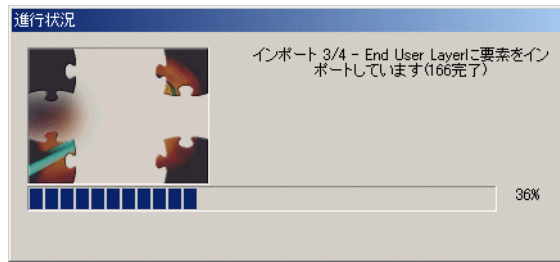 進行状況
インポート 3/4 - End User Layerに要素をイン
ポートしています(166完了)
36%